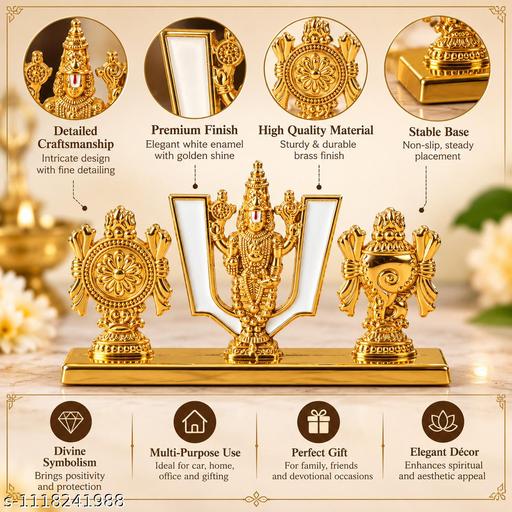 Detailed
Craftsmanship
Intricate design
with fine detailing
Premium Finish
Elegant white enamel
with golden shine
High Quality Material
Sturdy & durable
brass finish
Stable Base
Non-slip, steady
placement
Divine
Symbolism
Brings positivity
and protection
Multi-Purpose Use
Ideal for car, home,
office and gifting
Perfect Gift
For family, friends
and devotional occasions
Elegant Décor
Enhances spiritual
and aesthetic appeal
s-1118241988